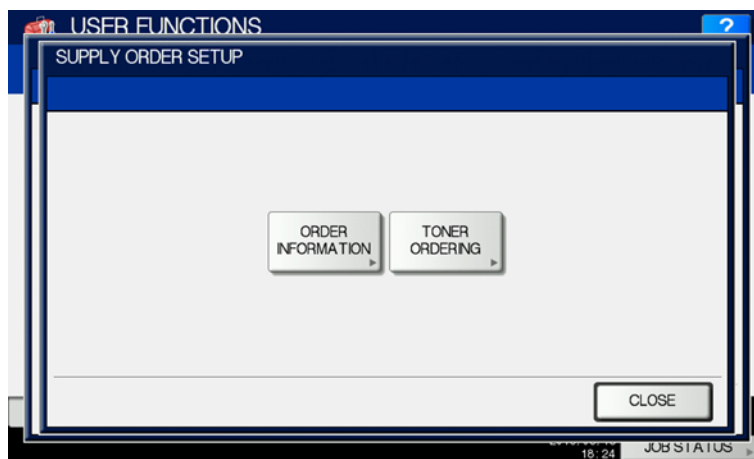 USER FUNCTIONS
?
SUPPLY ORDER SETUP
ORDER
INFORMATION
TONER
ORDERING
CLOSE
18:24
JOB STATUS